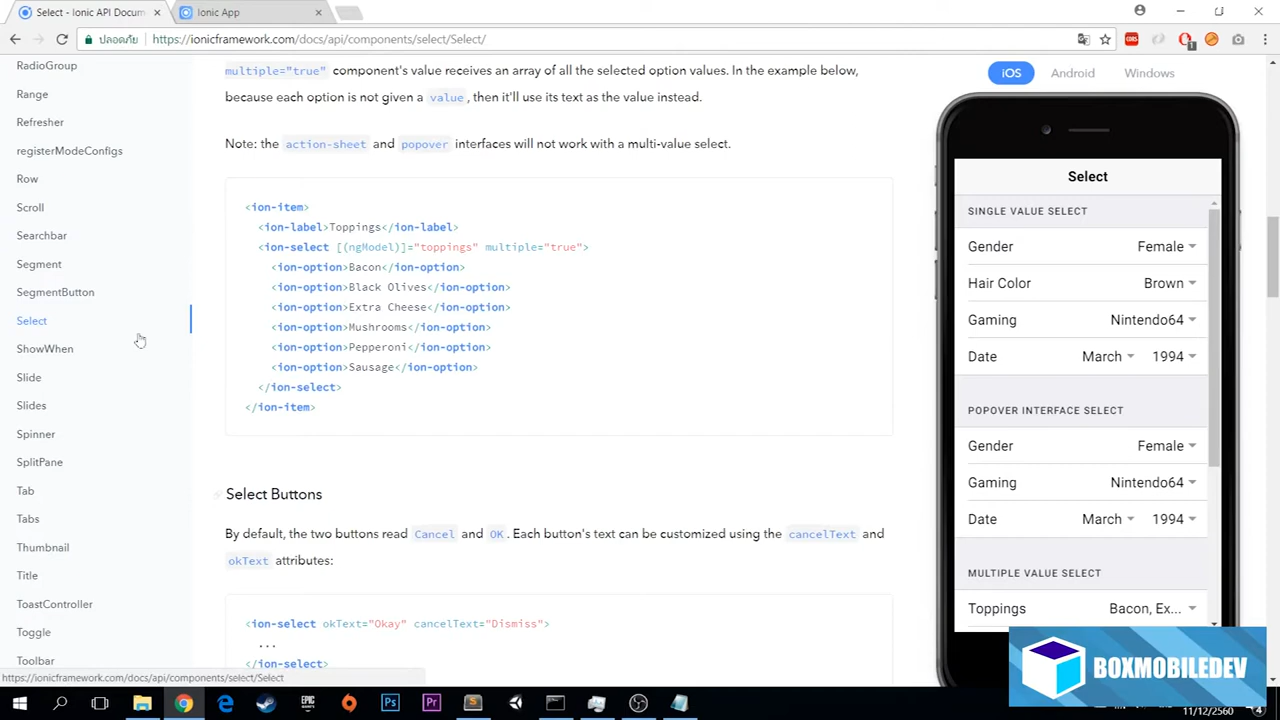 Select - Ionic API Docum
Ionic App
ปลอดภัย
https://ionicframework.com/docs/api/components/select/Select/
RadioGroup
Range
Refresher
registerModeConfigs
Row
Scroll
Searchbar
Segment
SegmentButton
Select
ShowWhen
Slide
Slides
Spinner
SplitPane
Tab
Tabs
Thumbnail
Title
ToastController
Toggle
Toolbar
https://ionicframework.com/docs/api/components/select/Select
multiple="true" component's value receives an array of all the selected option values. In the example below,
because each option is not given a value, then it'll use its text as the value instead.
Note: the action-sheet and popover interfaces will not work with a multi-value select.
<ion-item>
<ion-label>Toppings</ion-label>
<ion-select [(ngModel)]="toppings" multiple="true">
<ion-option>Bacon</ion-option>
<ion-option>Black Olives</ion-option>
<ion-option>Extra Cheese</ion-option>
<ion-option>Mushrooms</ion-option>
<ion-option>Pepperoni</ion-option>
<ion-option>Sausage</ion-option>
</ion-select>
</ion-item>
Select Buttons
By default, the two buttons read Cancel and OK. Each button's text can be customized using the cancelText and
okText attributes:
<ion-select okText="Okay" cancelText="Dismiss">
...
</ion-select>
iOS Android Windows
Select
SINGLE VALUE SELECT
Gender Female
Hair Color Brown
Gaming Nintendo64
Date March 1994
POPOVER INTERFACE SELECT
Gender Female
Gaming Nintendo64
Date March 1994
MULTIPLE VALUE SELECT
Toppings Bacon, Ex...
BOXMOBILEDEV
EPIC
GAMES
Ps
Pr
S
11/12/2560
4